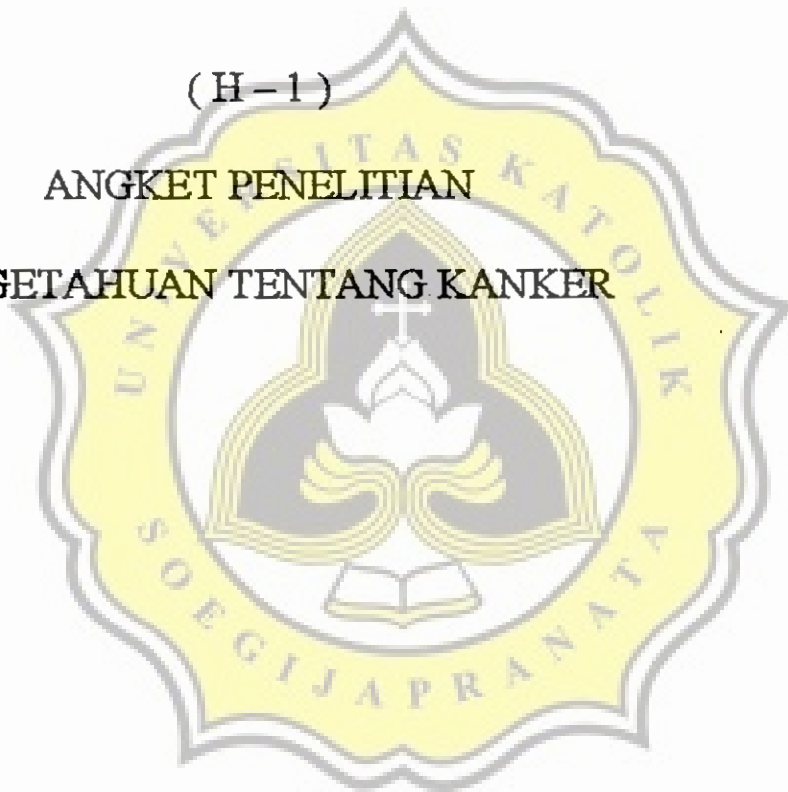 ( H – 1 )
ANGKET PENELITIAN
GETAHUAN TENTANG KANKER
UNIVERSITAS KATOLIK
SOEGIJAPRANATA